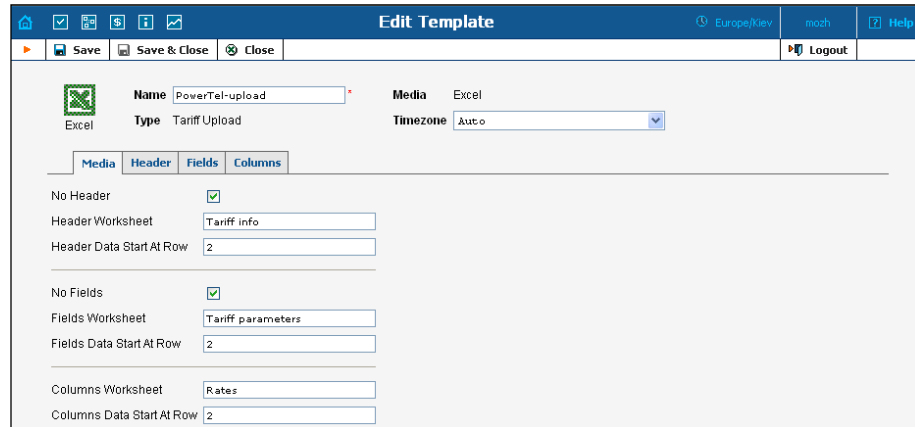 Edit Template
Europe/Kiev
mozh
Help
Save
Save & Close
Close
Logout
Excel
Name PowerTel-upload *
Type Tariff Upload
Media Excel
Timezone Auto
Media Header Fields Columns
No Header
Header Worksheet Tariff info
Header Data Start At Row 2
No Fields
Fields Worksheet Tariff parameters
Fields Data Start At Row 2
Columns Worksheet Rates
Columns Data Start At Row 2